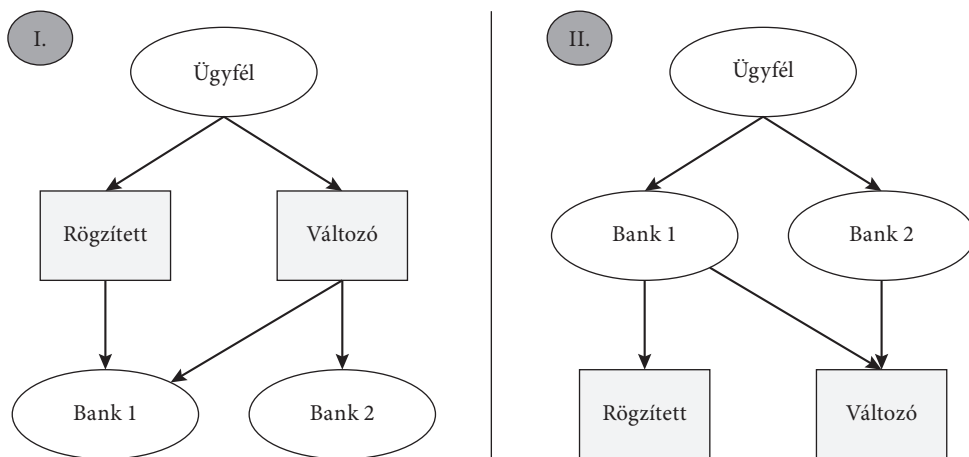 I.
Ügyfél
Rögzített
Változó
Bank 1
Bank 2
II.
Ügyfél
Bank 1
Bank 2
Rögzített
Változó